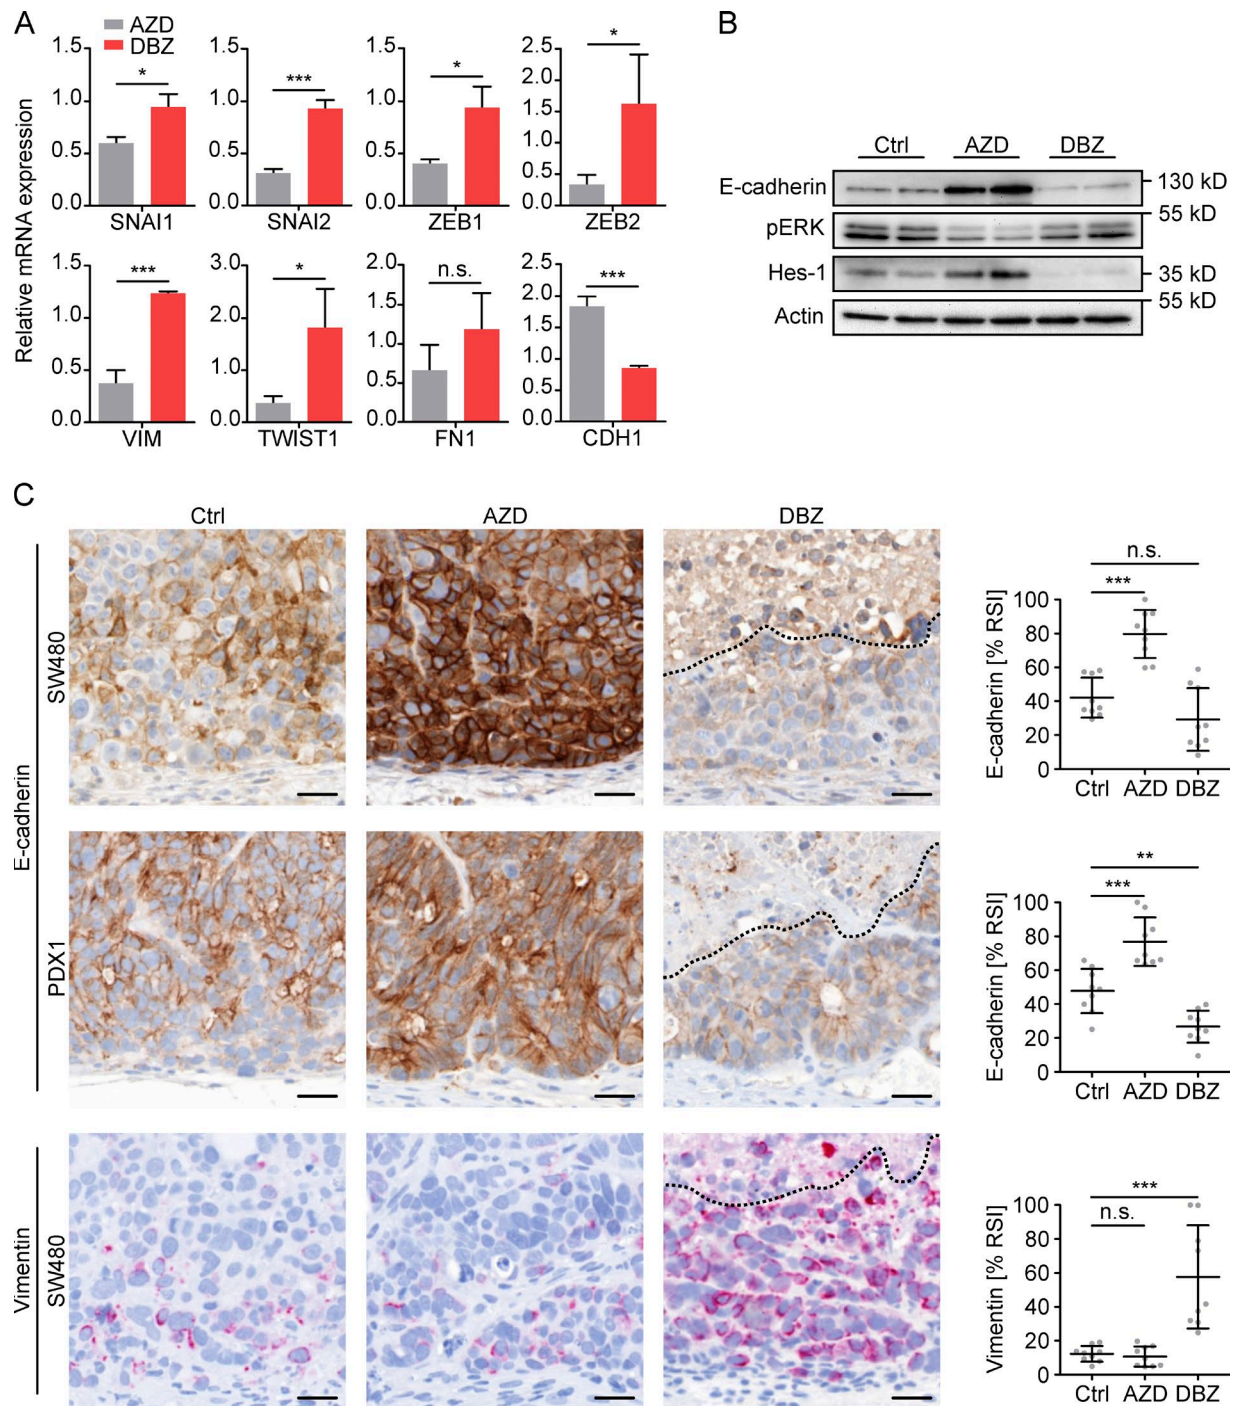 A
AZD
DBZ
Relative mRNA expression
1.5
1.0
0.5
0.0
*
SNAI1
1.5
1.0
0.5
0.0
***
SNAI2
1.5
1.0
0.5
0.0
*
ZEB1
2.5
2.0
1.5
1.0
0.5
0.0
*
ZEB2
1.5
1.0
0.5
0.0
***
VIM
3.0
2.0
1.0
0.0
*
TWIST1
2.0
1.5
1.0
0.5
0.0
n.s.
FN1
2.5
2.0
1.5
1.0
0.5
0.0
***
CDH1
B
Ctrl AZD DBZ
E-cadherin 130 kD
55 kD
pERK
Hes-1 35 kD
55 kD
Actin
C
Ctrl AZD DBZ
E-cadherin
SW480
PDX1
Vimentin
SW480
n.s.
***
E-cadherin [% RSI]
100
80
60
40
20
0
Ctrl AZD DBZ
**
***
E-cadherin [% RSI]
100
80
60
40
20
0
Ctrl AZD DBZ
***
n.s.
Vimentin [% RSI]
100
80
60
40
20
0
Ctrl AZD DBZ